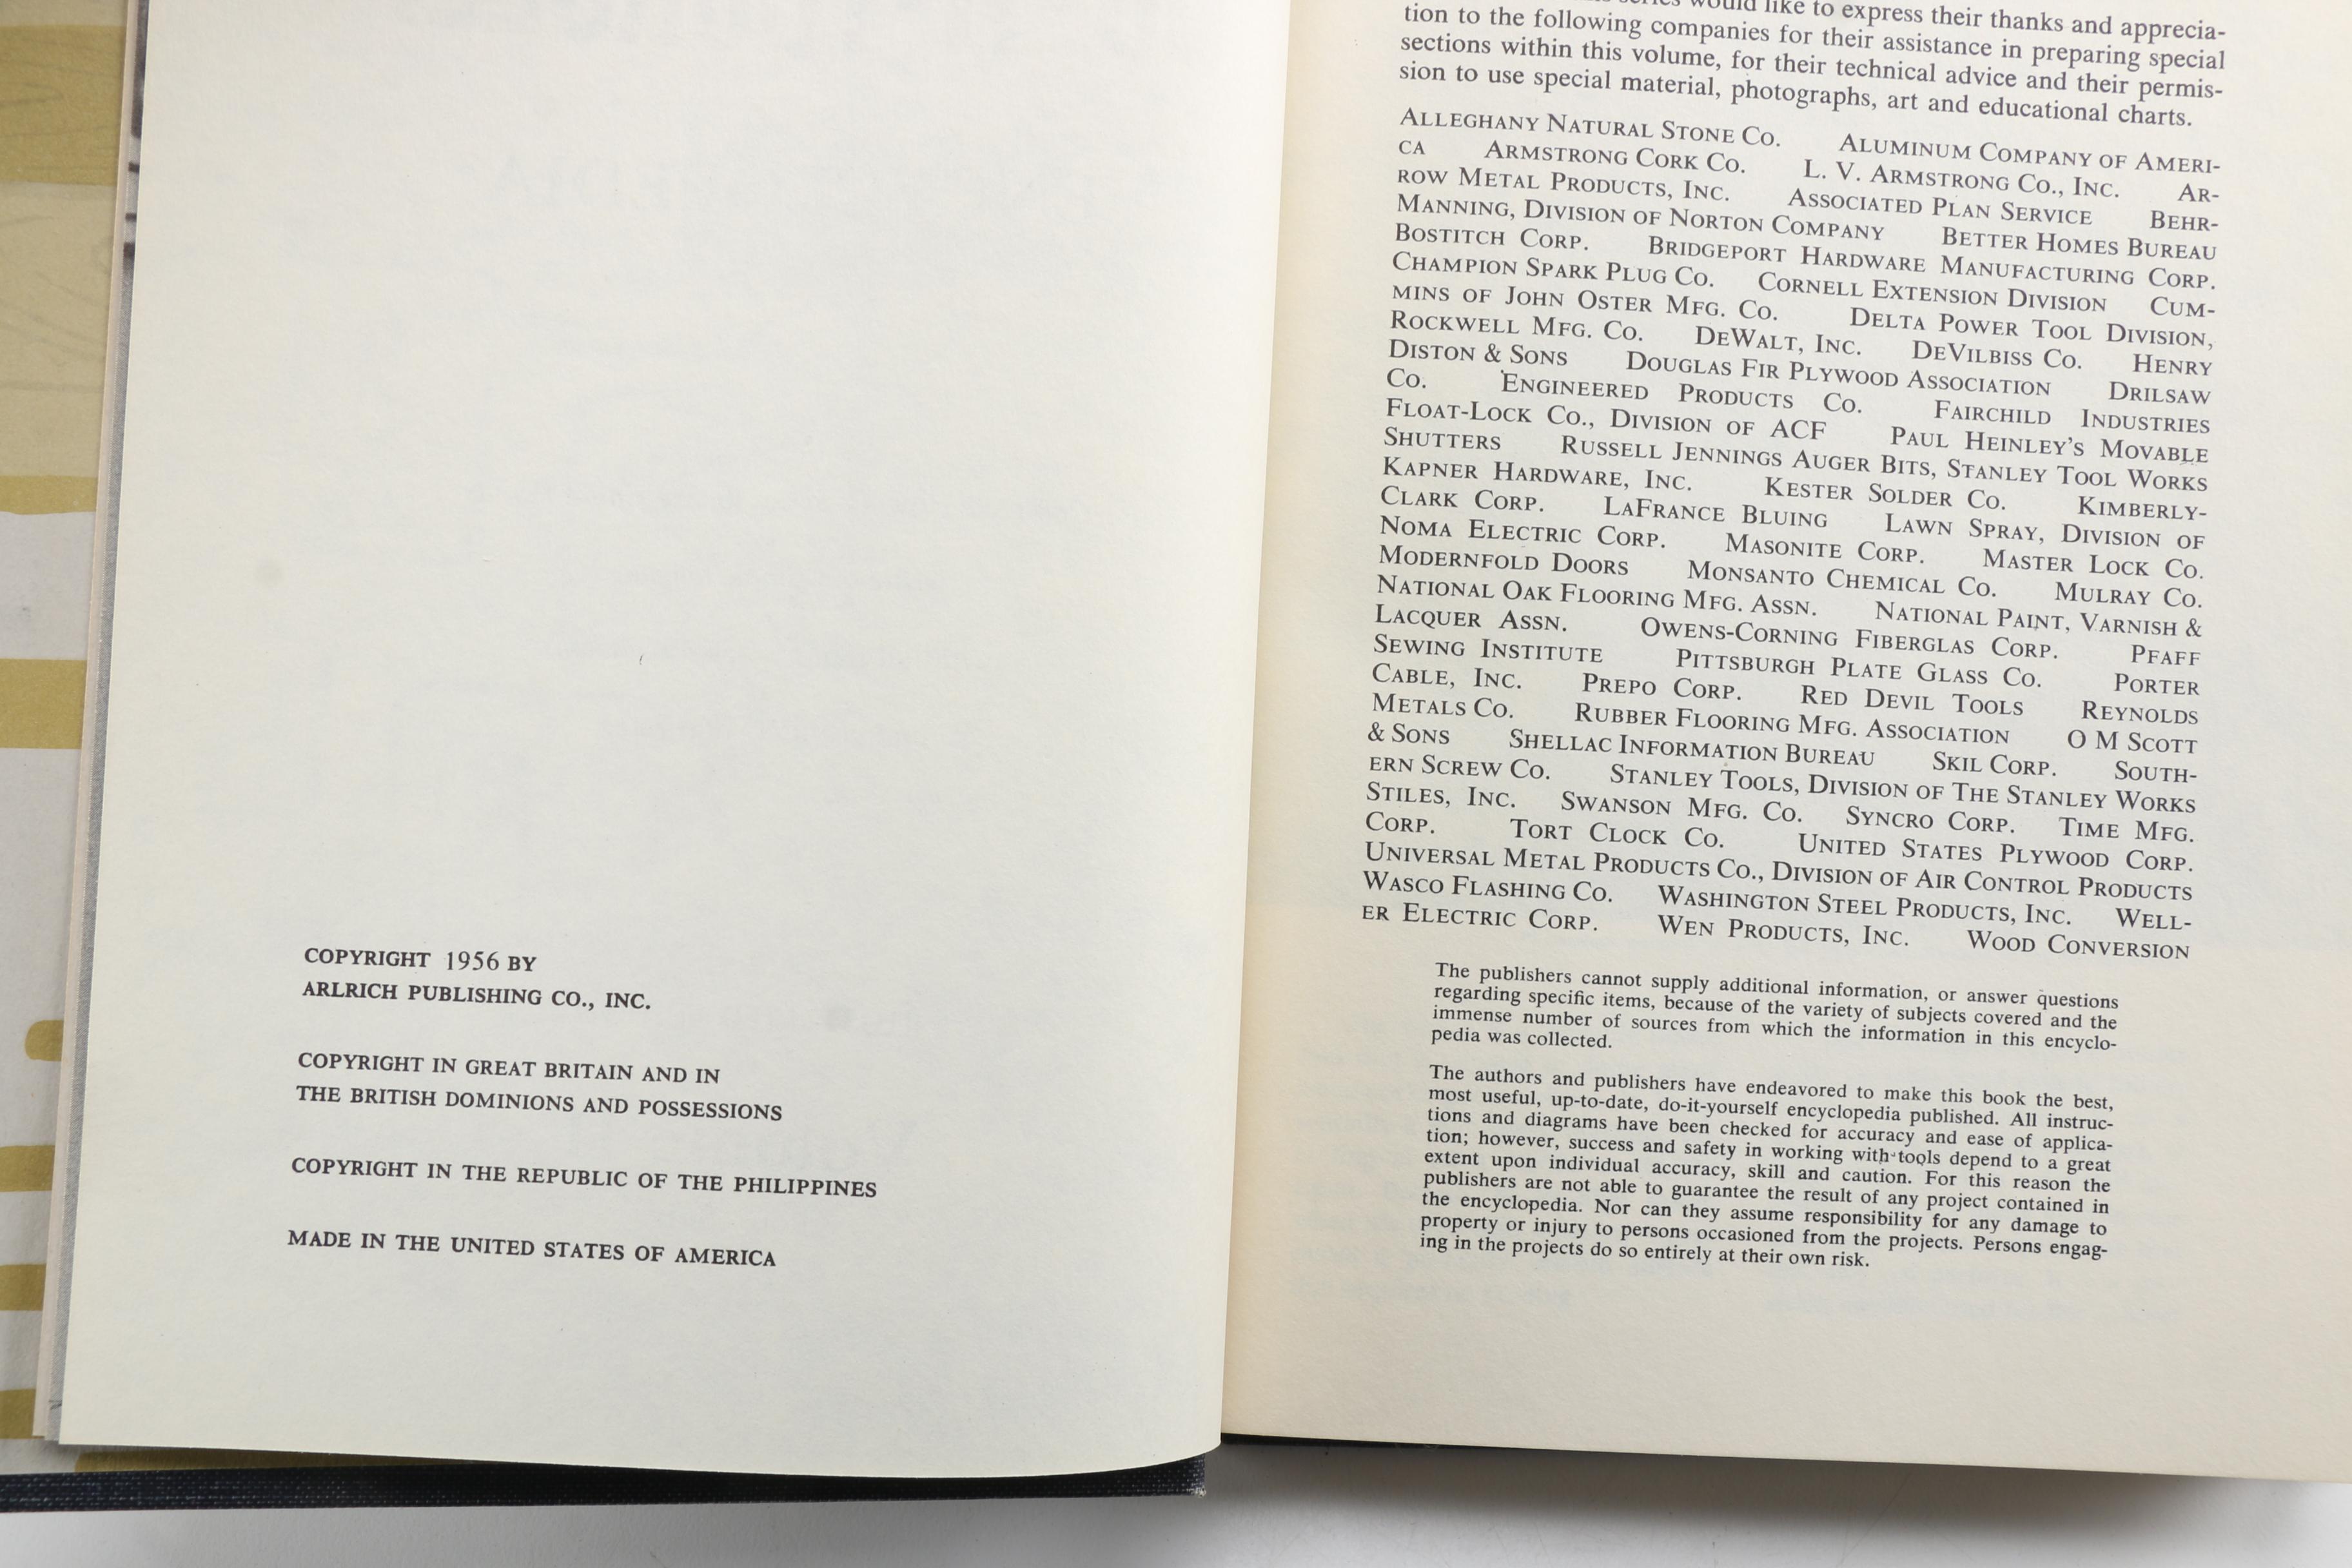 COPYRIGHT 1956 BY
ARLRICH PUBLISHING CO., INC.
COPYRIGHT IN GREAT BRITAIN AND IN
THE BRITISH DOMINIONS AND POSSESSIONS
COPYRIGHT IN THE REPUBLIC OF THE PHILIPPINES
MADE IN THE UNITED STATES OF AMERICA
would like to express their thanks and apprecia-
tion to the following companies for their assistance in preparing special
sections within this volume, for their technical advice and their permis-
sion to use special material, photographs, art and educational charts.
ALLEGHANY NATURAL STONE CO. ALUMINUM COMPANY OF AMERI-
CA ARMSTRONG CORK CO. L. V. ARMSTRONG CO., INC. AR-
ROW METAL PRODUCTS, INC. ASSOCIATED PLAN SERVICE BEHR-
MANNING, DIVISION OF NORTON COMPANY BETTER HOMES BUREAU
BOSTITCH CORP. BRIDGEPORT HARDWARE MANUFACTURING CORP.
CHAMPION SPARK PLUG CO. CORNELL EXTENSION DIVISION CUM-
MINS OF JOHN OSTER MFG. CO. DELTA POWER TOOL DIVISION,
ROCKWELL MFG. CO. DEWALT, INC. DEVILBISS CO. HENRY
DISTON & SONS DOUGLAS FIR PLYWOOD ASSOCIATION DRILSAW
CO. ENGINEERED PRODUCTS CO. FAIRCHILD INDUSTRIES
FLOAT-LOCK CO., DIVISION OF ACF PAUL HEINLEY'S MOVABLE
SHUTTERS RUSSELL JENNINGS AUGER BITS, STANLEY TOOL WORKS
KAPNER HARDWARE, INC. KESTER SOLDER CO. KIMBERLY-
CLARK CORP. LAFRANCE BLUING LAWN SPRAY, DIVISION OF
NOMA ELECTRIC CORP. MASONITE CORP. MASTER LOCK CO.
MODERNFOLD DOORS MONSANTO CHEMICAL CO. MULRAY CO.
NATIONAL OAK FLOORING MFG. ASSN. NATIONAL PAINT, VARNISH &
LACQUER ASSN. OWENS-CORNING FIBERGLAS CORP. PFAFF
SEWING INSTITUTE PITTSBURGH PLATE GLASS CO. PORTER
CABLE, INC. PREPO CORP. RED DEVIL TOOLS REYNOLDS
METALS CO. RUBBER FLOORING MFG. ASSOCIATION O M SCOTT
& SONS SHELLAC INFORMATION BUREAU SKIL CORP. SOUTH-
ERN SCREW CO. STANLEY TOOLS, DIVISION OF THE STANLEY WORKS
STILES, INC. SWANSON MFG. CO. SYNCRO CORP. TIME MFG.
CORP. TORT CLOCK CO. UNITED STATES PLYWOOD CORP.
UNIVERSAL METAL PRODUCTS CO., DIVISION OF AIR CONTROL PRODUCTS
WASCO FLASHING CO. WASHINGTON STEEL PRODUCTS, INC. WELL-
ER ELECTRIC CORP. WEN PRODUCTS, INC. WOOD CONVERSION
The publishers cannot supply additional information, or answer questions
regarding specific items, because of the variety of subjects covered and the
immense number of sources from which the information in this encyclo-
pedia was collected.
The authors and publishers have endeavored to make this book the best,
most useful, up-to-date, do-it-yourself encyclopedia published. All instruc-
tions and diagrams have been checked for accuracy and ease of applica-
tion; however, success and safety in working with tools depend to a great
extent upon individual accuracy, skill and caution. For this reason the
publishers are not able to guarantee the result of any project contained in
the encyclopedia. Nor can they assume responsibility for any damage to
property or injury to persons occasioned from the projects. Persons engag-
ing in the projects do so entirely at their own risk.